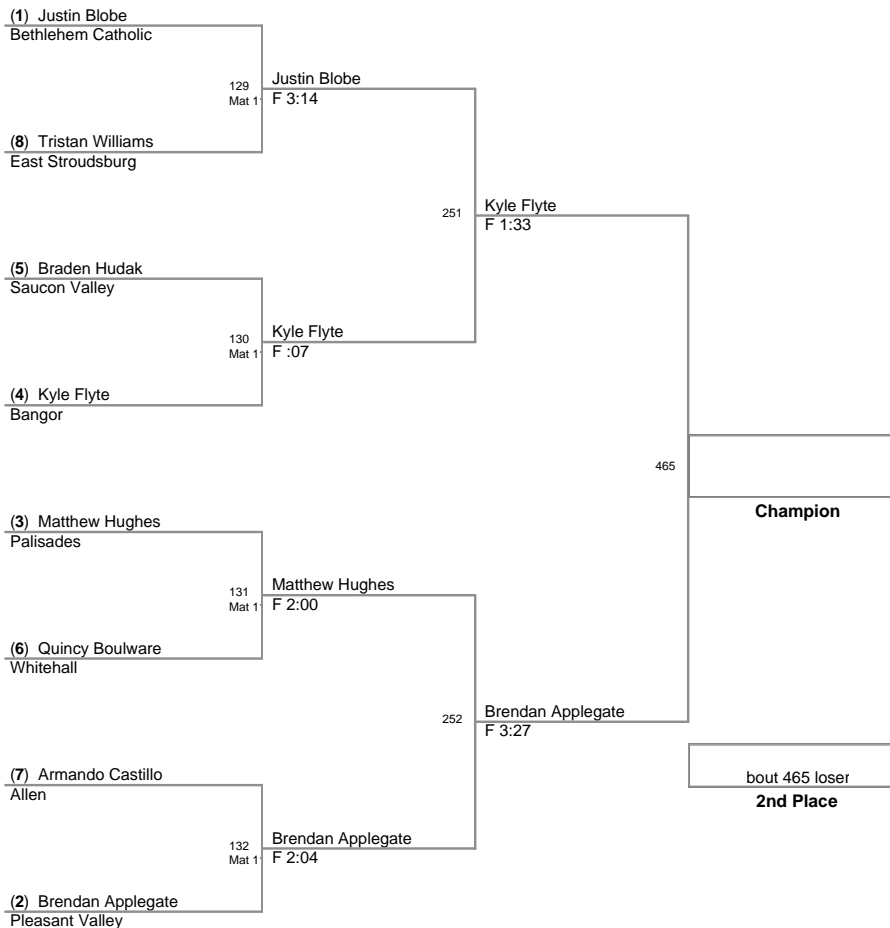 (1) Justin Blobe
Bethlehem Catholic
129
Mat 1
Justin Blobe
F 3:14
(8) Tristan Williams
East Stroudsburg
251
Kyle Flyte
F 1:33
(5) Braden Hudak
Saucon Valley
130
Mat 1
Kyle Flyte
F :07
(4) Kyle Flyte
Bangor
465
Champion
(3) Matthew Hughes
Palisades
131
Mat 1
Matthew Hughes
F 2:00
(6) Quincy Boulware
Whitehall
252
Brendan Applegate
F 3:27
(7) Armando Castillo
Allen
bout 465 loser
2nd Place
132
Mat 1
Brendan Applegate
F 2:04
(2) Brendan Applegate
Pleasant Valley